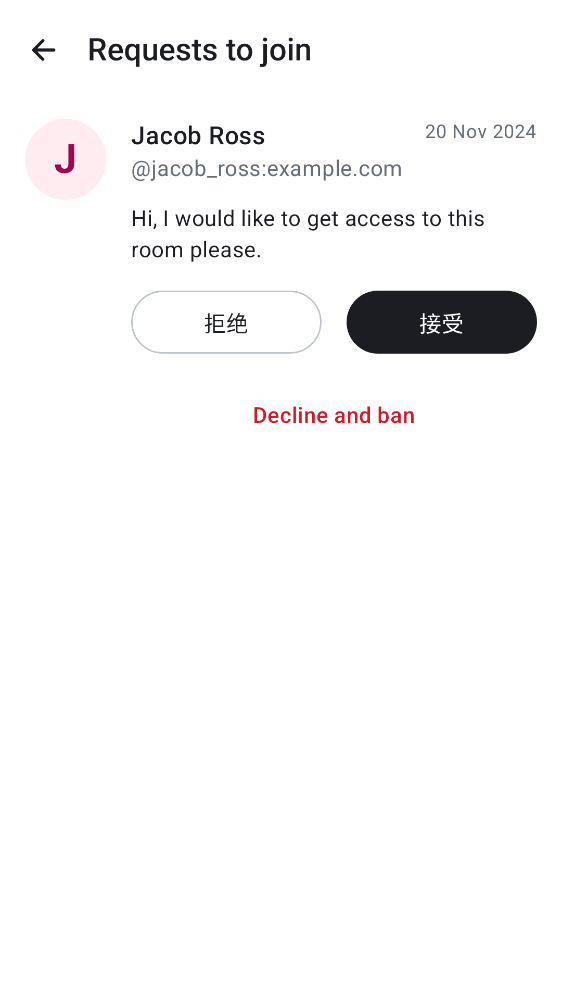 Requests to join
J
Jacob Ross
20 Nov 2024
@jacob_ross:example.com
Hi, I would like to get access to this
room please.
拒绝
接受
Decline and ban